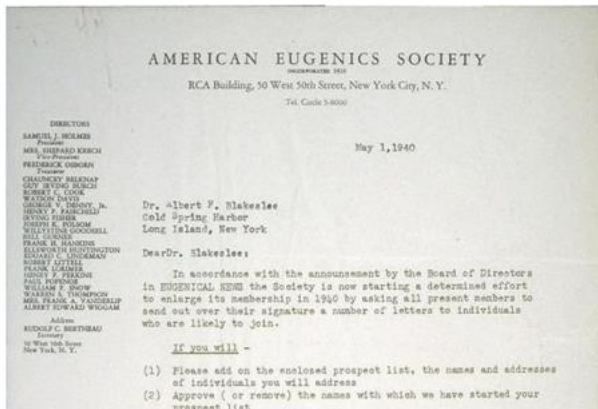 AMERICAN EUGENICS SOCIETY
INCORPORATED
RCA Building, 50 West 50th Street, New York City, N. Y.
Tel. Circle 5-8000
DIRECTORS
SAMUEL J. HOLMES
President
MRS. SHEPARD KRECH
Vice-President
FREDERICK OSBORN
Treasurer
CHAUNCEY BELKNAP
GUY IRVING BURCH
ROBERT C. COOK
WATSON DAVIS
GEORGE V. DENNY, Jr.
HENRY P. FAIRCHILD
IRVING FISHER
JOSEPH K. FOLSOM
WILLYSTINE GOODSELL
FRANK H. HANKINS
ELLSWORTH HUNTINGTON
EDUARD C. LINDEMAN
ROBERT LITTELL
FRANK LORIMER
HENRY F. PERKINS
PAUL POPENOE
WILLIAM F. SNOW
WARREN S. THOMPSON
MRS. FRANK A. VANDERLIP
ALBERT EDWARD WIGGAM
Address
RUDOLF C. BERTHEAU
Secretary
50 West 50th Street
New York, N. Y.
May 1,1940
Dr. Albert F. Blakeslee
Cold Spring Harbor
Long Island, New York
DearDr. Blakeslee:
In accordance with the announcement by the Board of Directors
in EUGENICAL NEWS the Society is now starting a determined effort
to enlarge its membership in 1940 by asking all present members to
send out over their signature a number of letters to individuals
who are likely to join.
If you will -
(1) Please add on the enclosed prospect list, the names and addresses
of individuals you will address
(2) Approve ( or remove) the names with which we have started your
prospect list